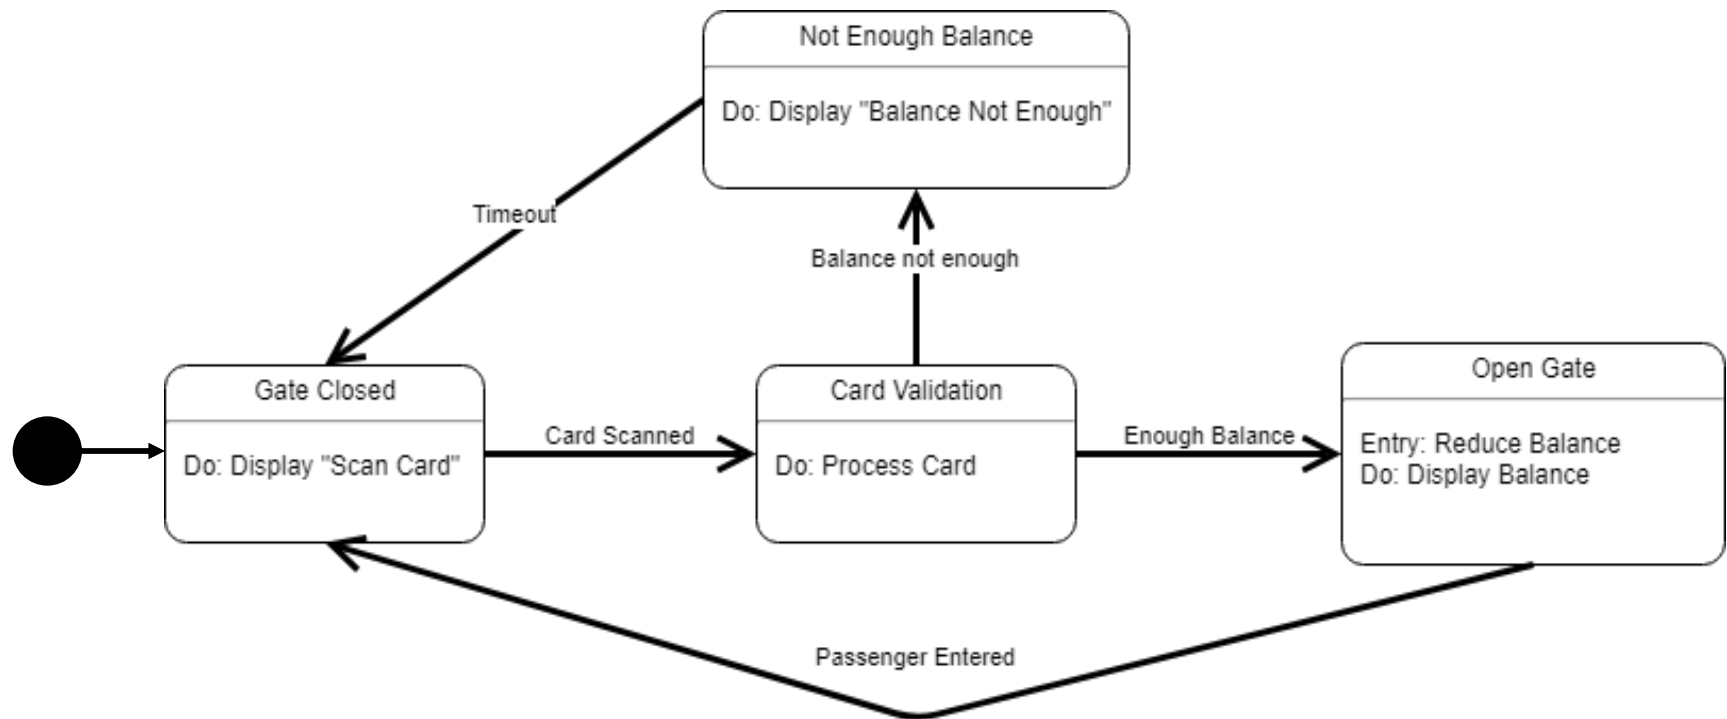 Not Enough Balance
Do: Display "Balance Not Enough"
Timeout
Balance not enough
Gate Closed
Do: Display "Scan Card"
Card Scanned
Card Validation
Do: Process Card
Enough Balance
Open Gate
Entry: Reduce Balance
Do: Display Balance
Passenger Entered